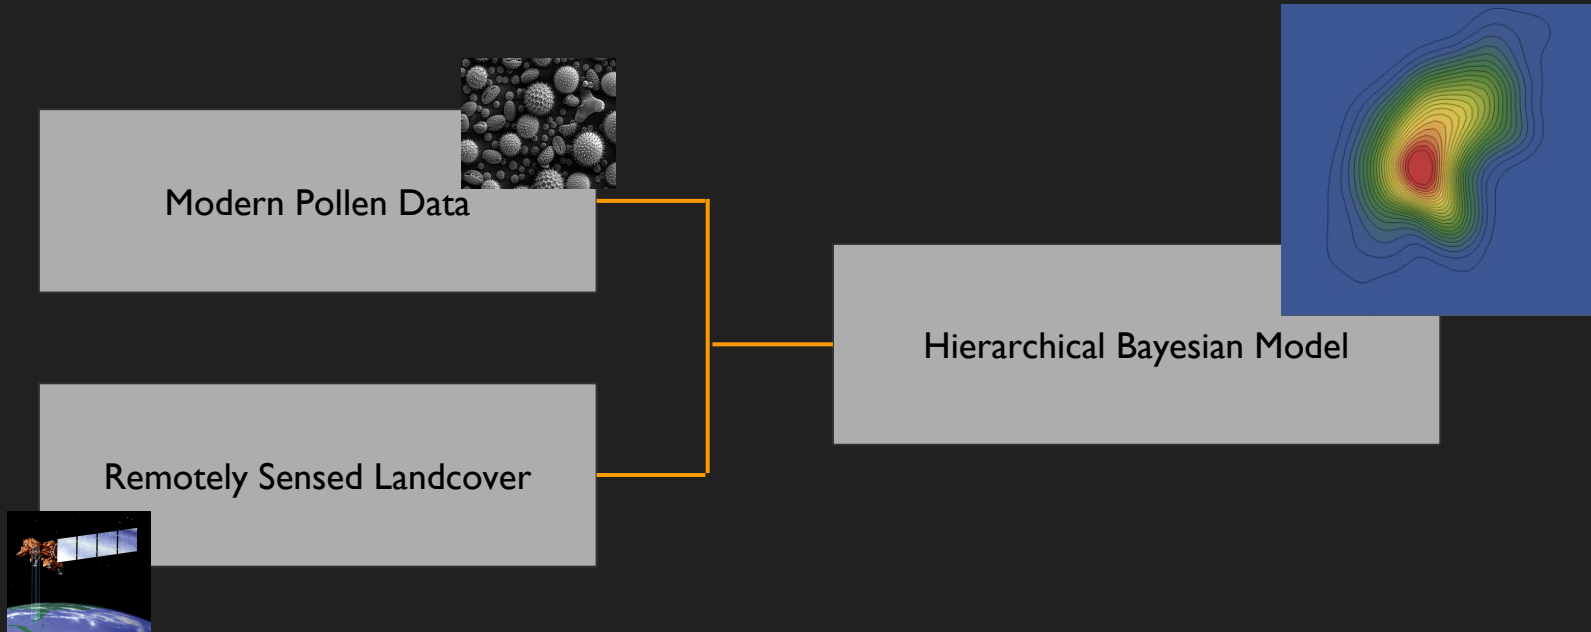 Modern Pollen Data
Hierarchical Bayesian Model
Remotely Sensed Landcover